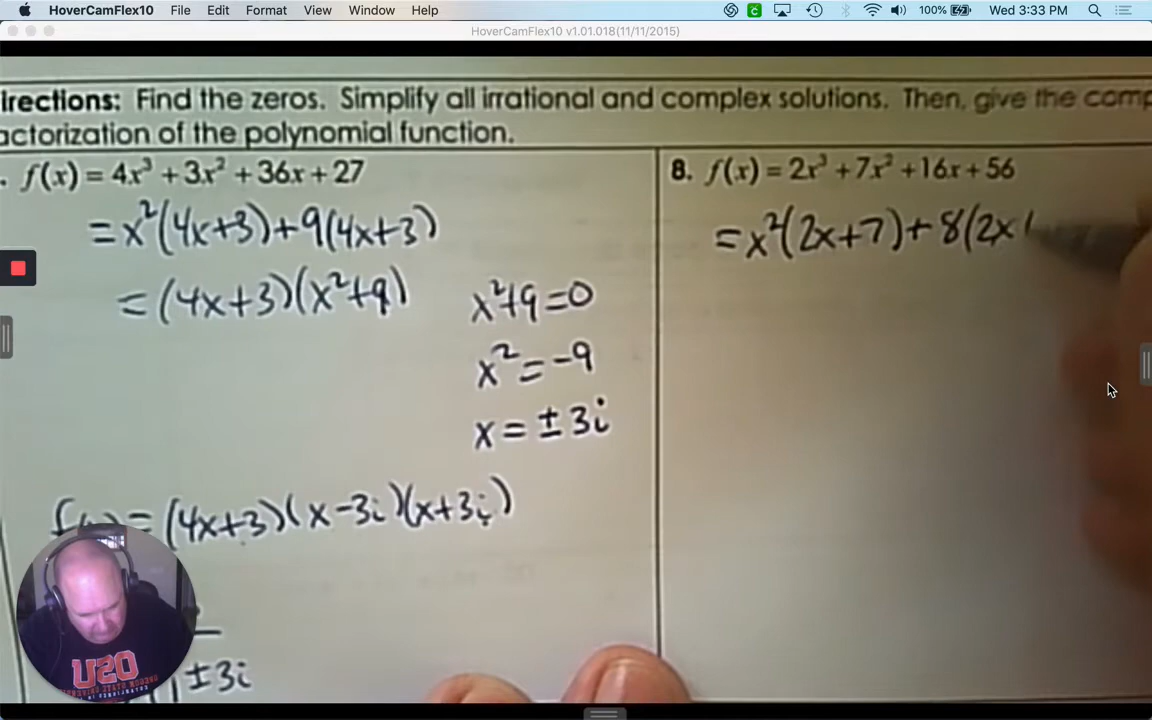 HoverCamFlex10 File Edit Format View Window Help 100% Wed 3:33 PM
HoverCamFlex10 v1.01.018(11/11/2015)
irections: Find the zeros. Simplify all irrational and complex solutions. Then, give the comp
actorization of the polynomial function.
. f(x) = 4x³ + 3x² + 36x + 27
= x²(4x+3)+9(4x+3)
= (4x+3)(x²+9)
x²+9=0
x² = -9
x = ± 3i
= (4x+3)(x-3i)(x+3i)
± 3i
8. f(x) = 2x³ + 7x² + 16x + 56
= x²(2x+7)+8(2x